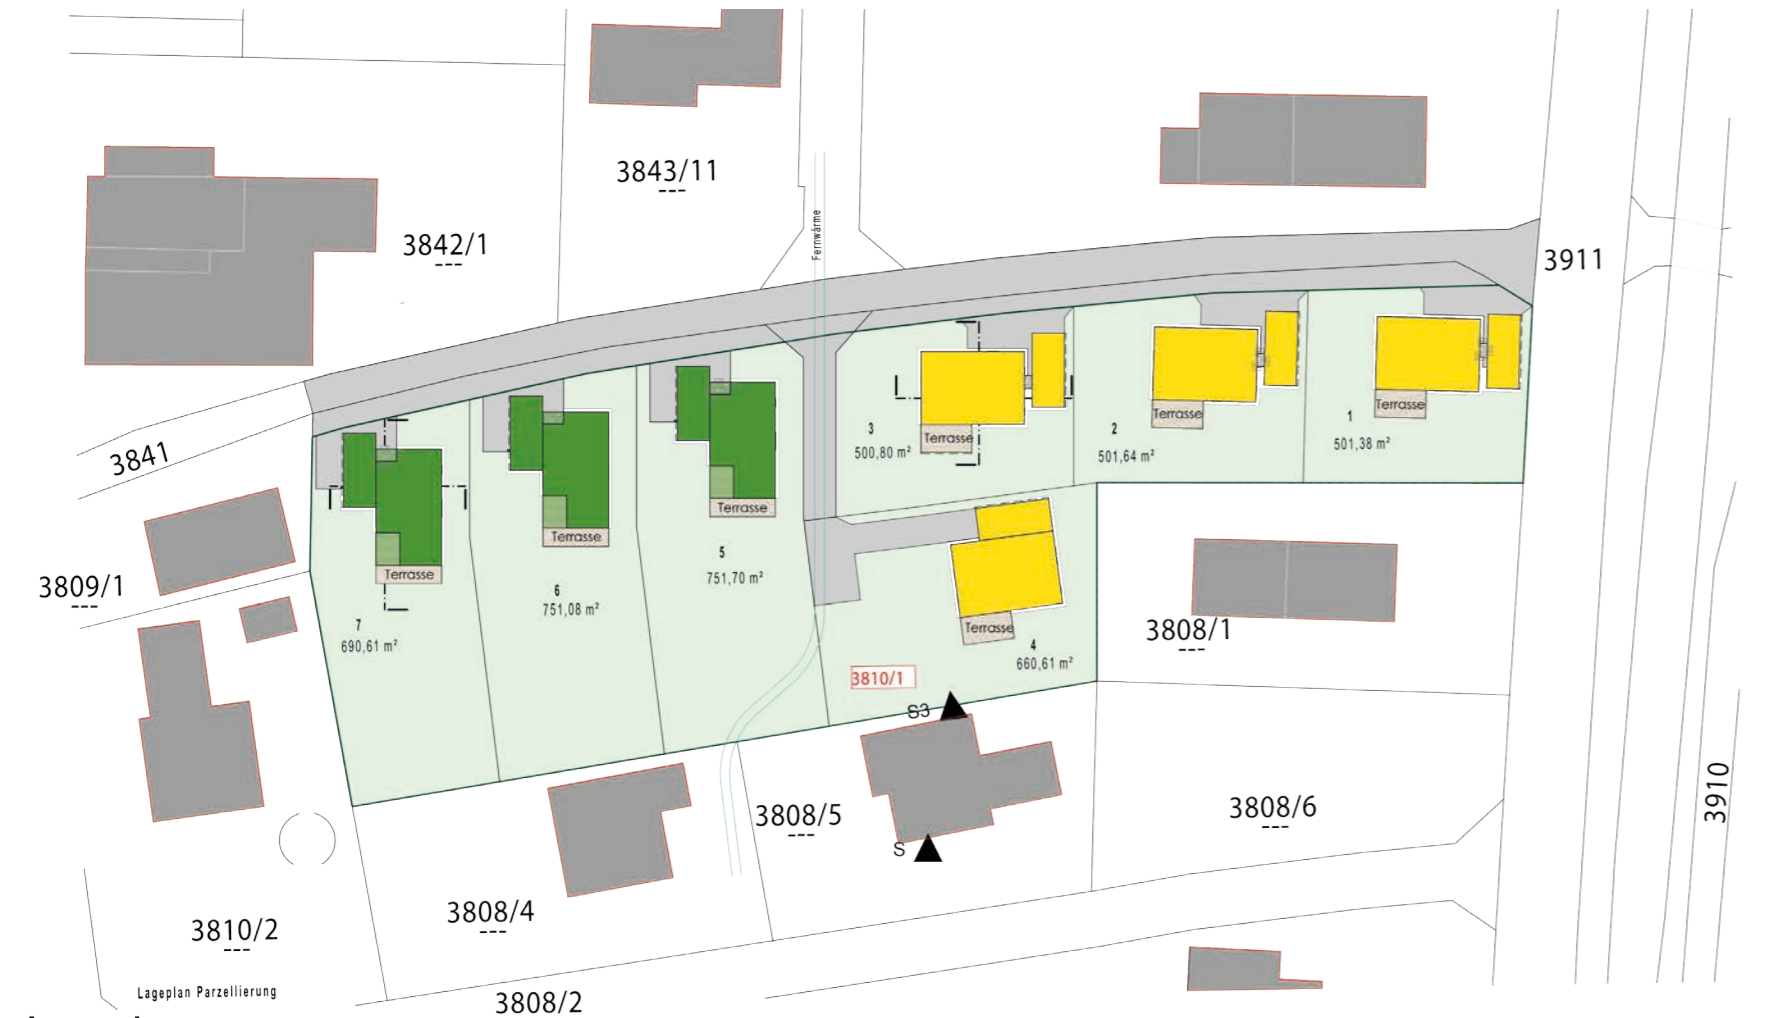 3843/11
3842/1
Fernwärme
3911
3841
3
500,80 m²
Terrasse
2
501,64 m²
Terrasse
1
501,38 m²
Terrasse
7
690,61 m²
Terrasse
6
751,08 m²
Terrasse
5
751,70 m²
Terrasse
4
660,61 m²
Terrasse
3809/1
3808/1
3810/1
S3
S
3808/5
3808/6
3910
3808/4
3810/2
Lageplan Parzellierung
3808/2